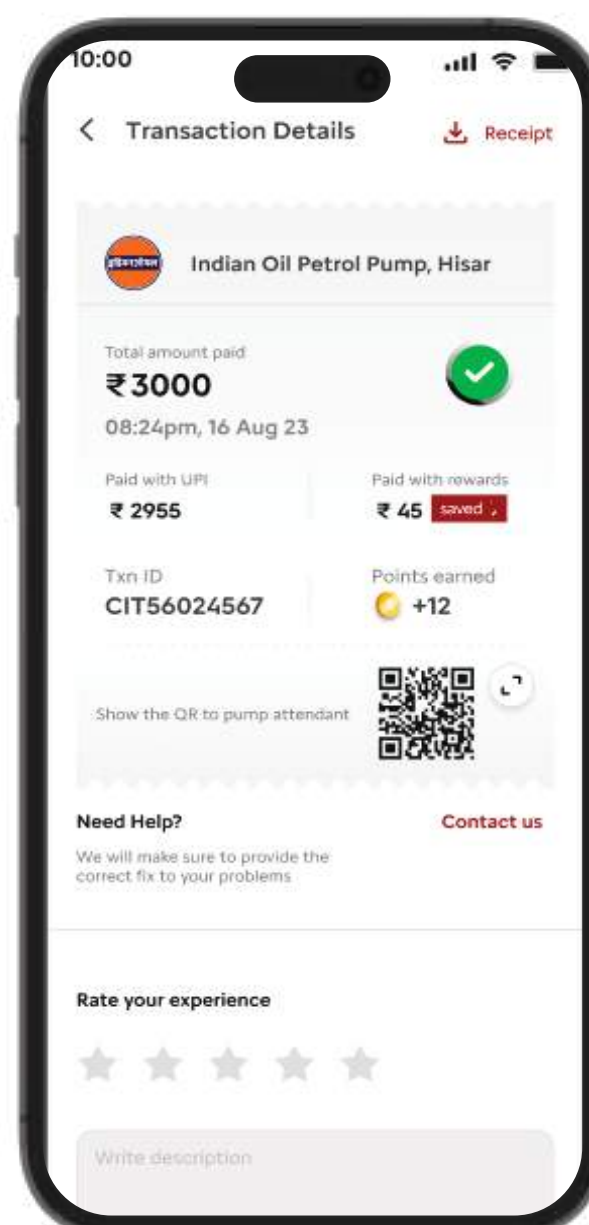 10:00
Transaction Details
Receipt
इंडियनऑयल
Indian Oil Petrol Pump, Hisar
Total amount paid
₹3000
08:24pm, 16 Aug 23
Paid with UPI
Paid with rewards
₹ 2955
₹ 45 saved
Txn ID
Points earned
CIT56024567
+12
Show the QR to pump attendant
Need Help?
Contact us
We will make sure to provide the
correct fix to your problems
Rate your experience
Write description